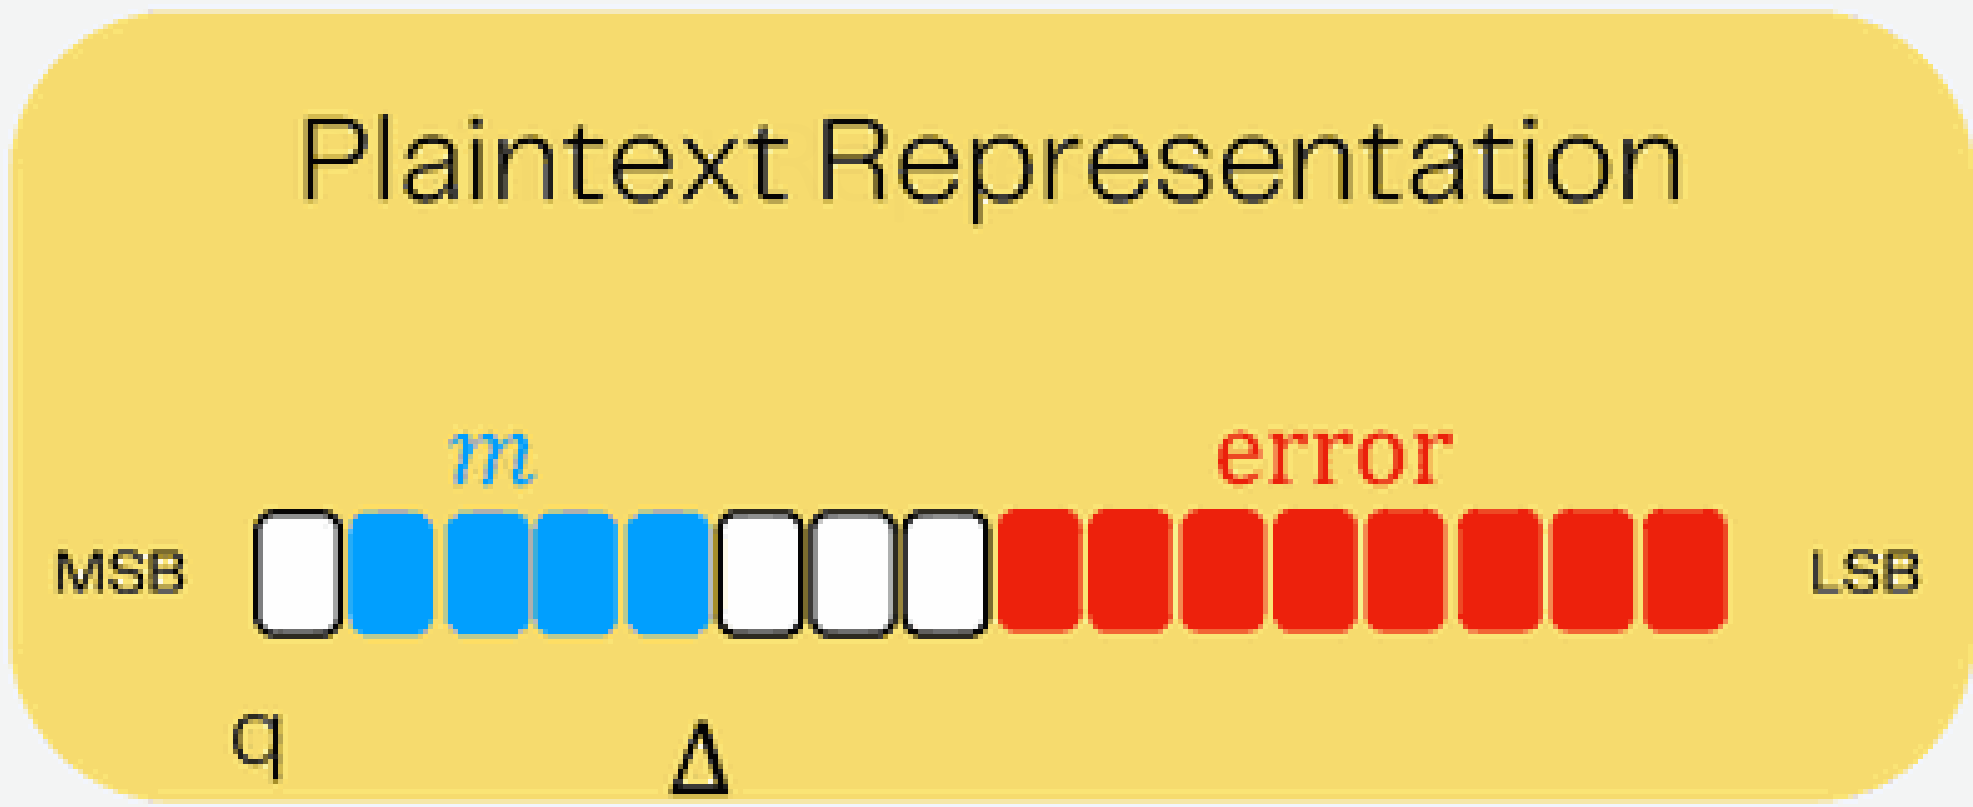 Plaintext Representation
m error
MSB LSB
q Δ